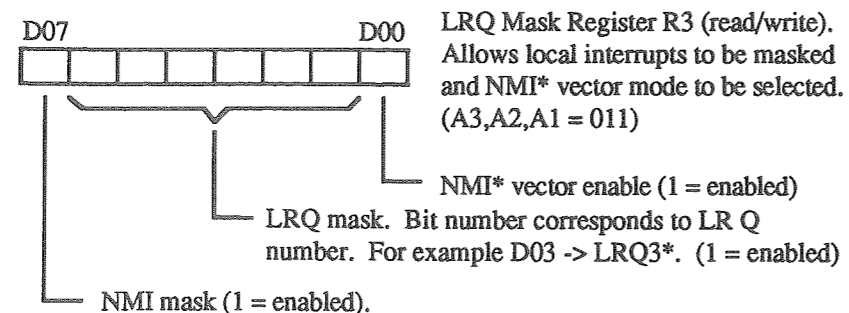 D07 D00
LRQ Mask Register R3 (read/write).
Allows local interrupts to be masked
and NMI* vector mode to be selected.
(A3,A2,A1 = 011)
NMI* vector enable (1 = enabled)
LRQ mask. Bit number corresponds to LR Q
number. For example D03 -> LRQ3*. (1 = enabled)
NMI mask (1 = enabled).